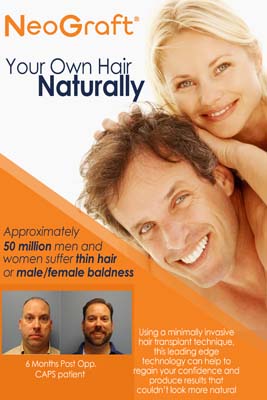 NeoGraft®
Your Own Hair
Naturally
Approximately
50 million men and
women suffer thin hair
or male/female baldness
6 Months Post Opp.
CAPS patient
Using a minimally invasive
hair transplant technique,
this leading edge
technology can help to
regain your confidence and
produce results that
couldn't look more natural